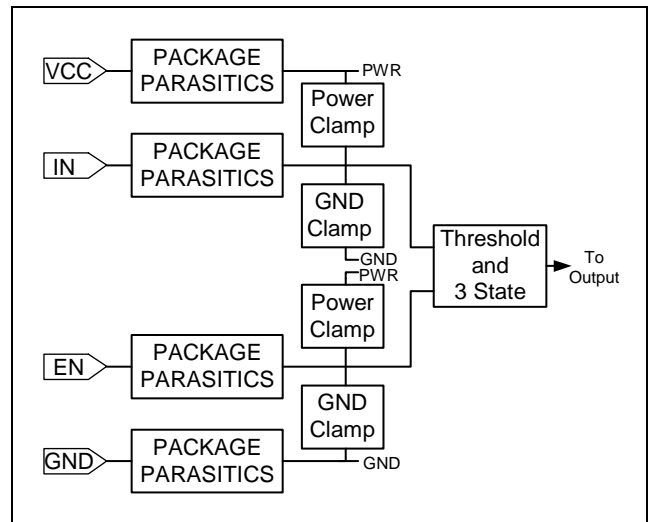 VCC
PACKAGE
PARASITICS
PWR
Power
Clamp
IN
PACKAGE
PARASITICS
GND
Clamp
GND
PWR
Threshold
and
3 State
To
Output
Power
Clamp
EN
PACKAGE
PARASITICS
GND
Clamp
GND
PACKAGE
PARASITICS
GND